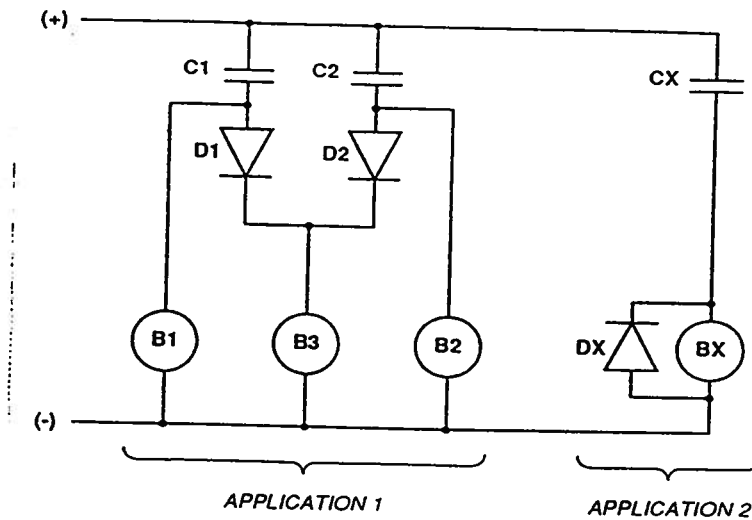 (+)
C1
C2
CX
D1
D2
B1
B3
B2
DX
BX
(-)
APPLICATION 1
APPLICATION 2